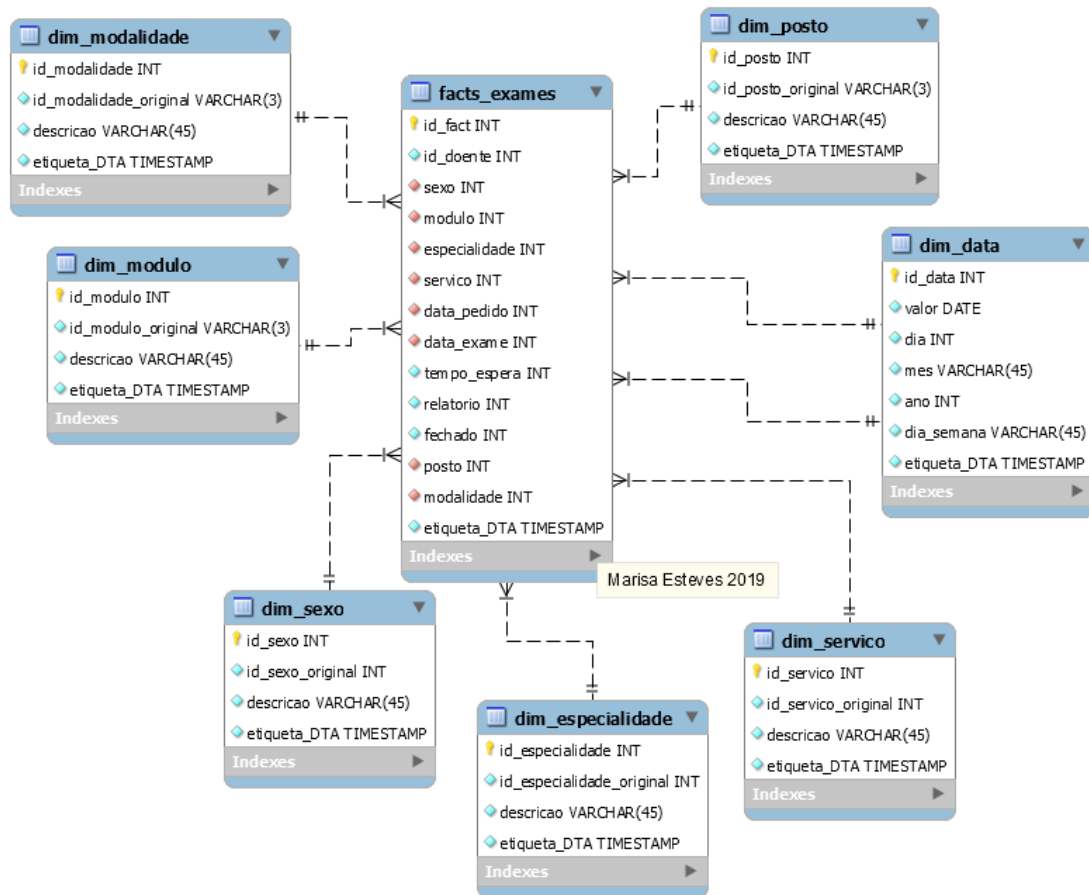 dim_modalidade
id_modalidade INT
id_modalidade_original VARCHAR(3)
descricao VARCHAR(45)
etiqueta_DTA TIMESTAMP
Indexes
dim_posto
id_posto INT
id_posto_original VARCHAR(3)
descricao VARCHAR(45)
etiqueta_DTA TIMESTAMP
Indexes
facts_exames
id_fact INT
id_doente INT
sexo INT
modulo INT
especialidade INT
servico INT
data_pedido INT
data_exame INT
tempo_espera INT
relatorio INT
fechado INT
posto INT
modalidade INT
etiqueta_DTA TIMESTAMP
Indexes
dim_modulo
id_modulo INT
id_modulo_original VARCHAR(3)
descricao VARCHAR(45)
etiqueta_DTA TIMESTAMP
Indexes
dim_data
id_data INT
valor DATE
dia INT
mes VARCHAR(45)
ano INT
dia_semana VARCHAR(45)
etiqueta_DTA TIMESTAMP
Indexes
Marisa Esteves 2019
dim_sexo
id_sexo INT
id_sexo_original INT
descricao VARCHAR(45)
etiqueta_DTA TIMESTAMP
Indexes
dim_especialidade
id_especialidade INT
id_especialidade_original INT
descricao VARCHAR(45)
etiqueta_DTA TIMESTAMP
Indexes
dim_servico
id_servico INT
id_servico_original INT
descricao VARCHAR(45)
etiqueta_DTA TIMESTAMP
Indexes